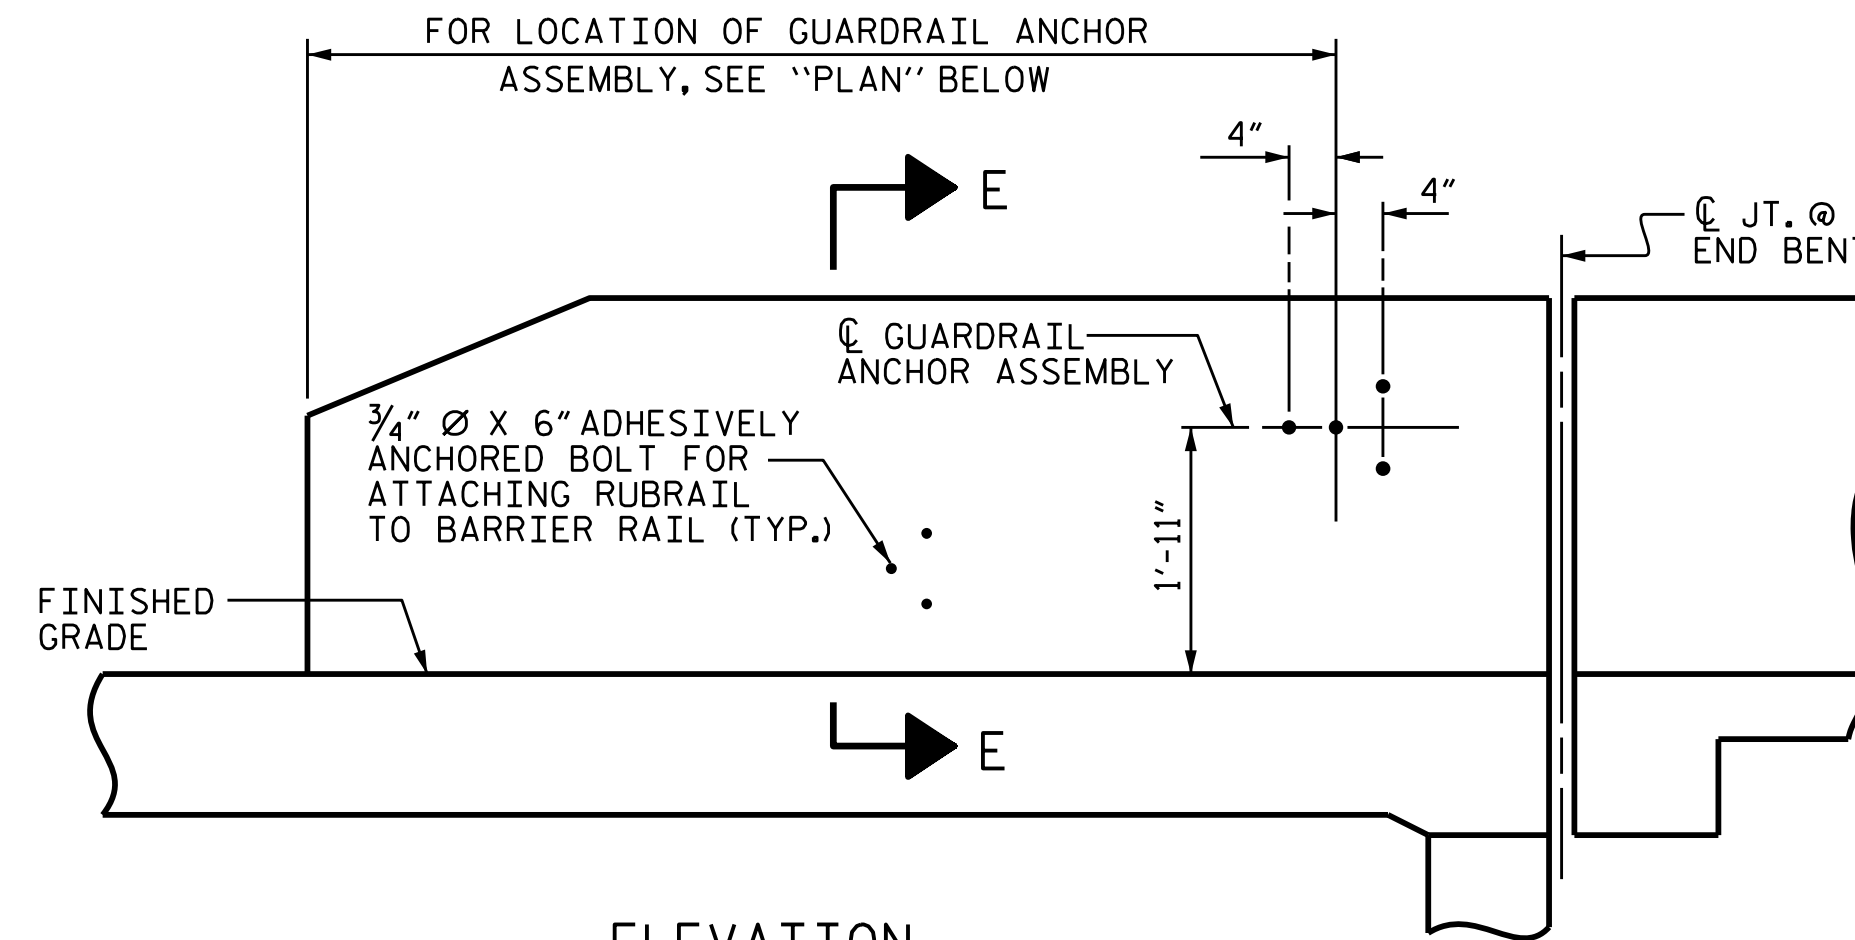 FOR LOCATION OF GUARDRAIL ANCHOR
ASSEMBLY, SEE "PLAN" BELOW
4"
4"
E
℄ JT. @
END BENT
℄ GUARDRAIL
ANCHOR ASSEMBLY
3/4" Ø X 6" ADHESIVELY
ANCHORED BOLT FOR
ATTACHING RUBRAIL
TO BARRIER RAIL (TYP.)
1'-11"
FINISHED
GRADE
E
ELEVATION